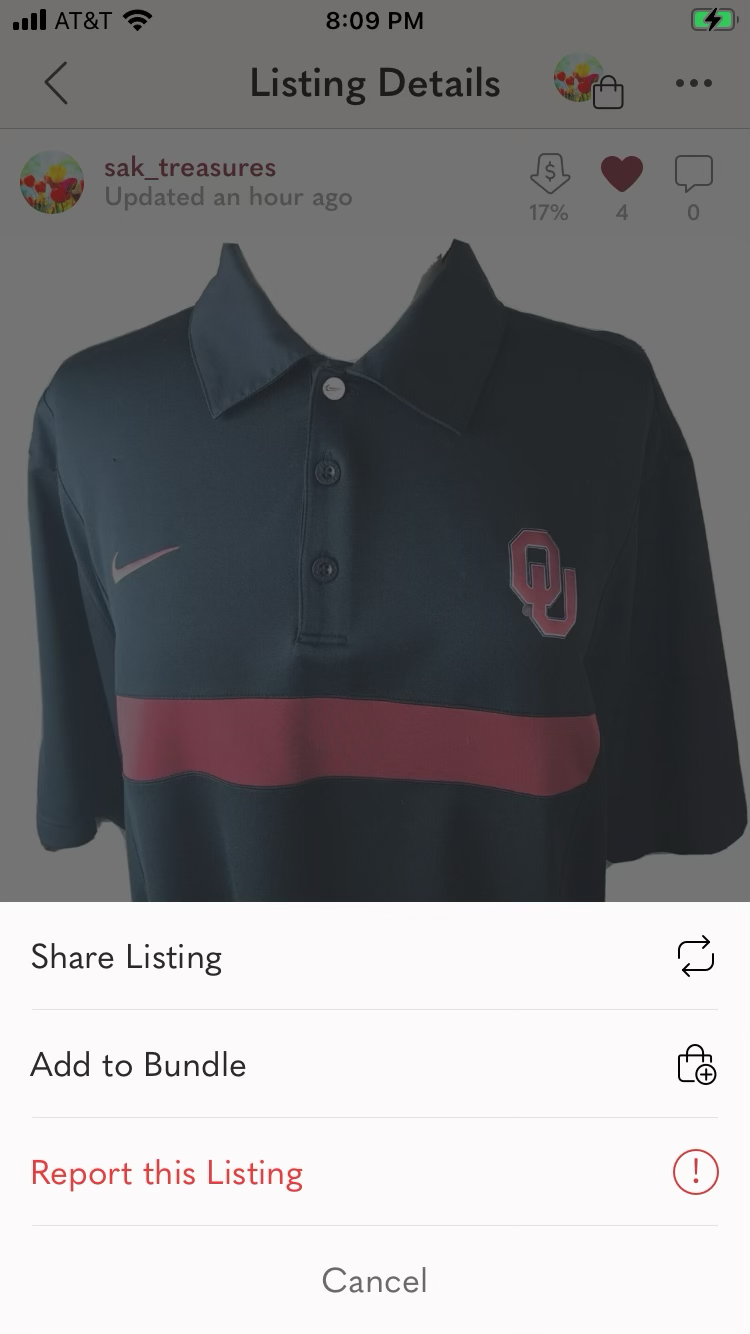 AT&T 8:09 PM
Listing Details
sak_treasures
Updated an hour ago
$
17% 4 0
OU
Share Listing
Add to Bundle
Report this Listing
Cancel